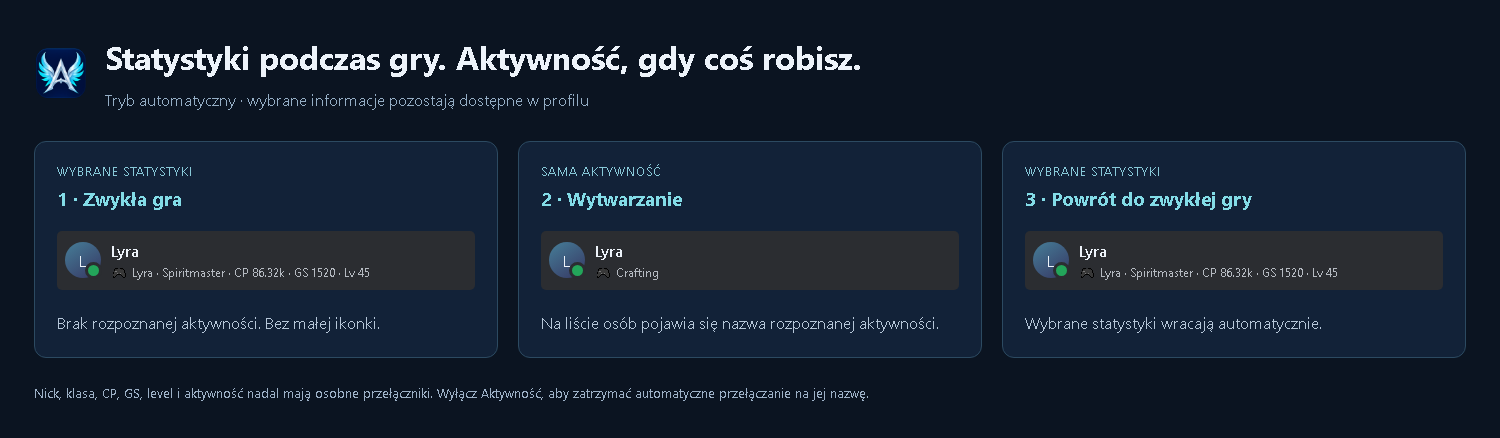 Statystyki podczas gry. Aktywność, gdy coś robisz.
Tryb automatyczny · wybrane informacje pozostają dostępne w profilu
WYBRANE STATYSTYKI
1 · Zwykła gra
L
Lyra
Lyra · Spiritmaster · CP 86.32k · GS 1520 · Lv 45
Brak rozpoznanej aktywności. Bez małej ikonki.
SAMA AKTYWNOŚĆ
2 · Wytwarzanie
L
Lyra
Crafting
Na liście osób pojawia się nazwa rozpoznanej aktywności.
WYBRANE STATYSTYKI
3 · Powrót do zwykłej gry
L
Lyra
Lyra · Spiritmaster · CP 86.32k · GS 1520 · Lv 45
Wybrane statystyki wracają automatycznie.
Nick, klasa, CP, GS, level i aktywność nadal mają osobne przełączniki. Wyłącz Aktywność, aby zatrzymać automatyczne przełączanie na jej nazwę.